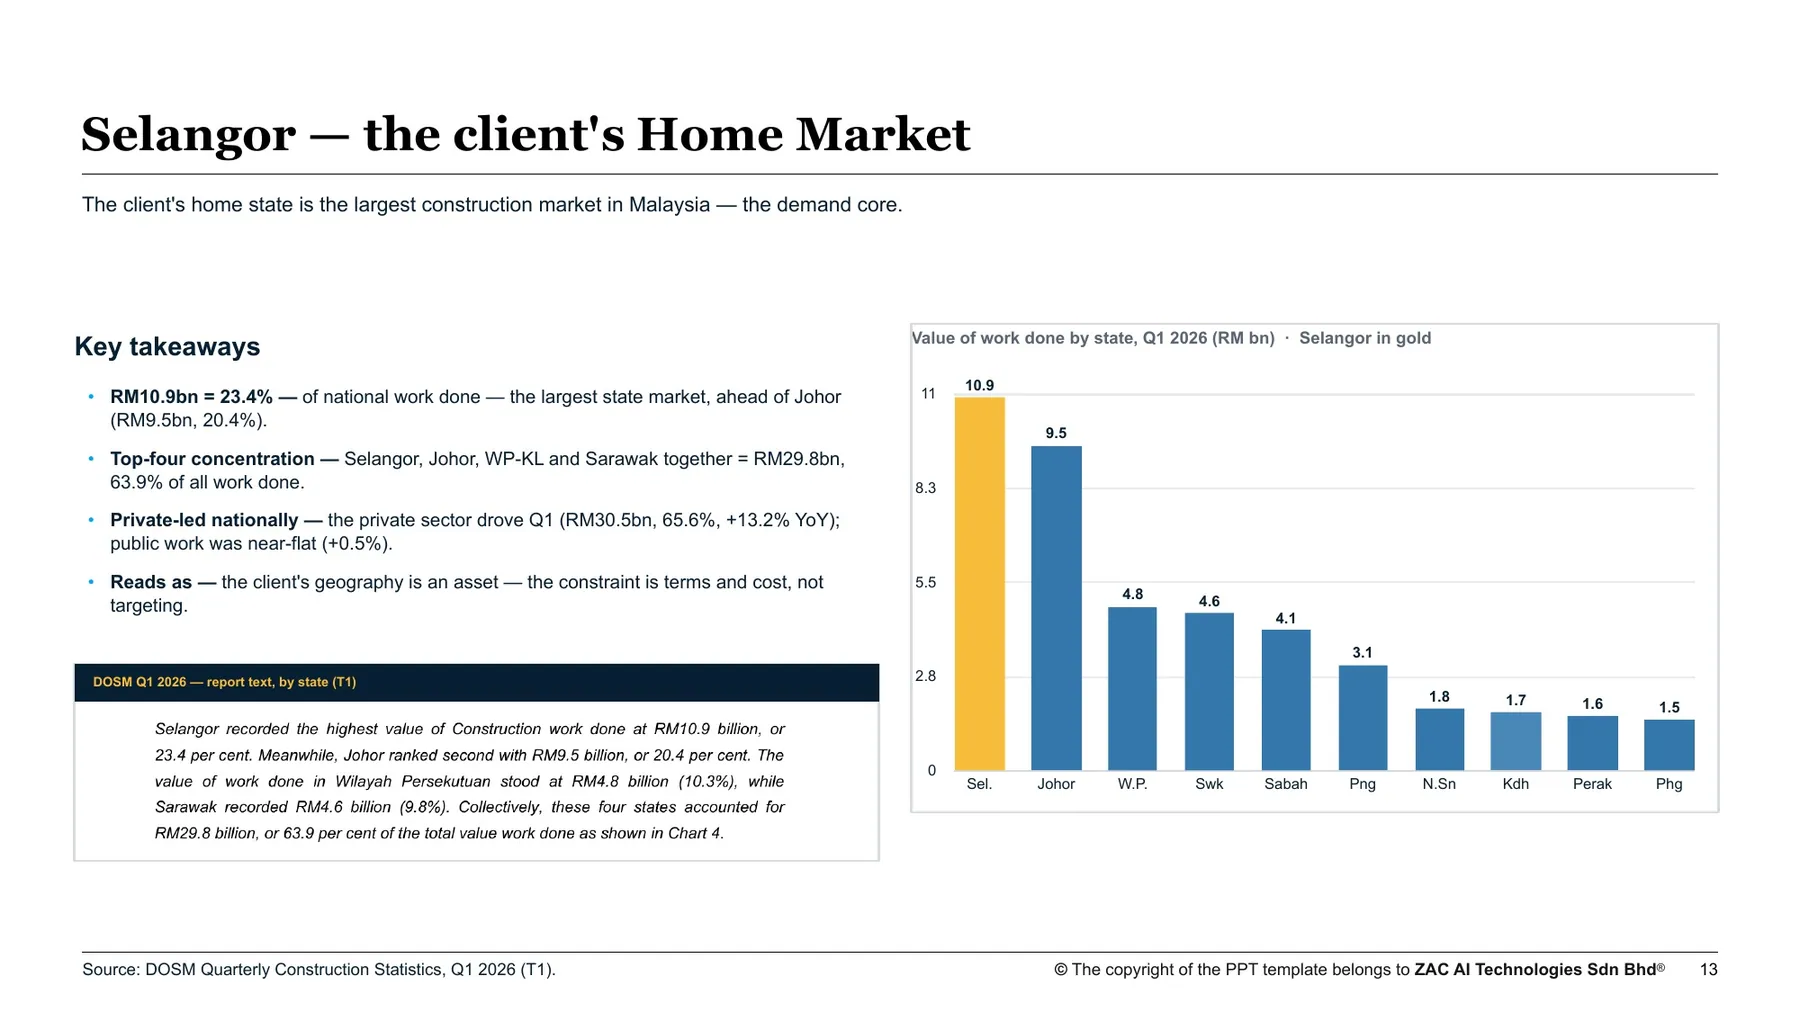 Selangor — the client's Home Market
The client's home state is the largest construction market in Malaysia — the demand core.
Key takeaways
• RM10.9bn = 23.4% — of national work done — the largest state market, ahead of Johor
(RM9.5bn, 20.4%).
• Top-four concentration — Selangor, Johor, WP-KL and Sarawak together = RM29.8bn,
63.9% of all work done.
• Private-led nationally — the private sector drove Q1 (RM30.5bn, 65.6%, +13.2% YoY);
public work was near-flat (+0.5%).
• Reads as — the client's geography is an asset — the constraint is terms and cost, not
targeting.
DOSM Q1 2026 — report text, by state (T1)
Selangor recorded the highest value of Construction work done at RM10.9 billion, or
23.4 per cent. Meanwhile, Johor ranked second with RM9.5 billion, or 20.4 per cent. The
value of work done in Wilayah Persekutuan stood at RM4.8 billion (10.3%), while
Sarawak recorded RM4.6 billion (9.8%). Collectively, these four states accounted for
RM29.8 billion, or 63.9 per cent of the total value work done as shown in Chart 4.
Value of work done by state, Q1 2026 (RM bn) · Selangor in gold
11
8.3
5.5
2.8
0
10.9
9.5
4.8
4.6
4.1
3.1
1.8
1.7
1.6
1.5
Sel. Johor W.P. Swk Sabah Png N.Sn Kdh Perak Phg
Source: DOSM Quarterly Construction Statistics, Q1 2026 (T1).
© The copyright of the PPT template belongs to ZAC AI Technologies Sdn Bhd® 13